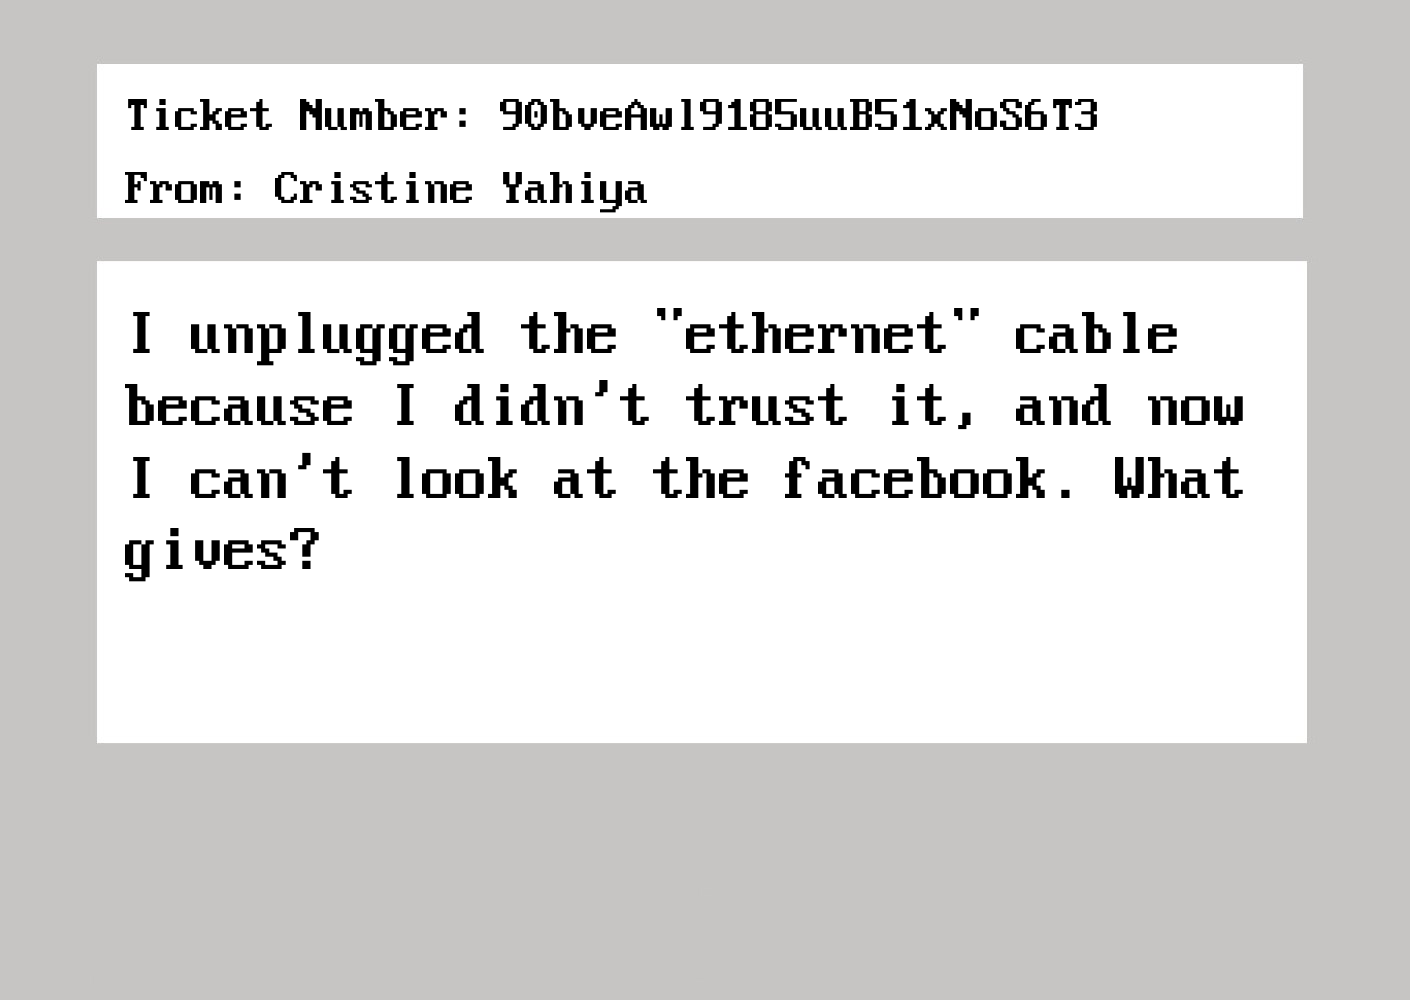 Ticket Number: 90bveAwl9185uuB51xNoS6T3
From: Cristine Yahiya
I unplugged the "ethernet" cable
because I didn't trust it, and now
I can't look at the facebook. What
gives?